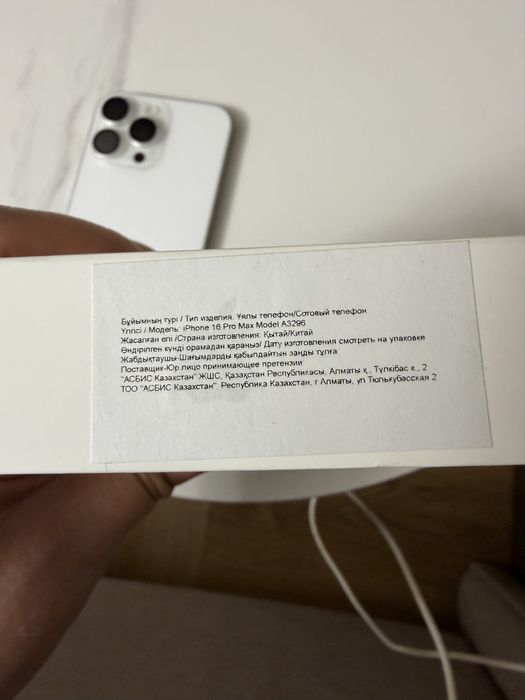 Бұйымның түрі / Тип изделия: Ұялы телефон/Сотовый телефон
Үлгісі / Модель: iPhone 16 Pro Max Model A3296
Жасалған елі /Страна изготовления: Қытай/Китай
Өндірілген күнді орамадан қараңыз/ Дату изготовления смотреть на упаковке
Жабдықтаушы-Шағымдарды қабылдайтын заңды тұлға
Поставщик-Юр.лицо принимающее претензии:
"АСБИС Казахстан" ЖШС, Қазақстан Республикасы, Алматы қ., Түлкібас к., 2
ТОО "АСБИС Казахстан", Республика Казахстан, г.Алматы, ул Тюлькубасская 2